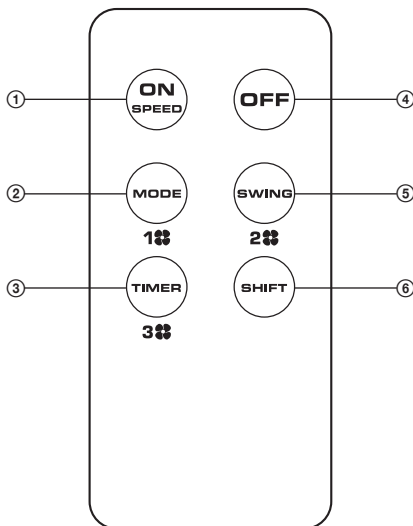 ① ON SPEED OFF ④
② MODE SWING ⑤
1 2
③ TIMER SHIFT ⑥
3